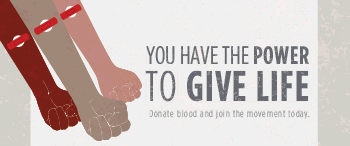 YOU HAVE THE POWER
TO GIVE LIFE
Donate blood and join the movement today.